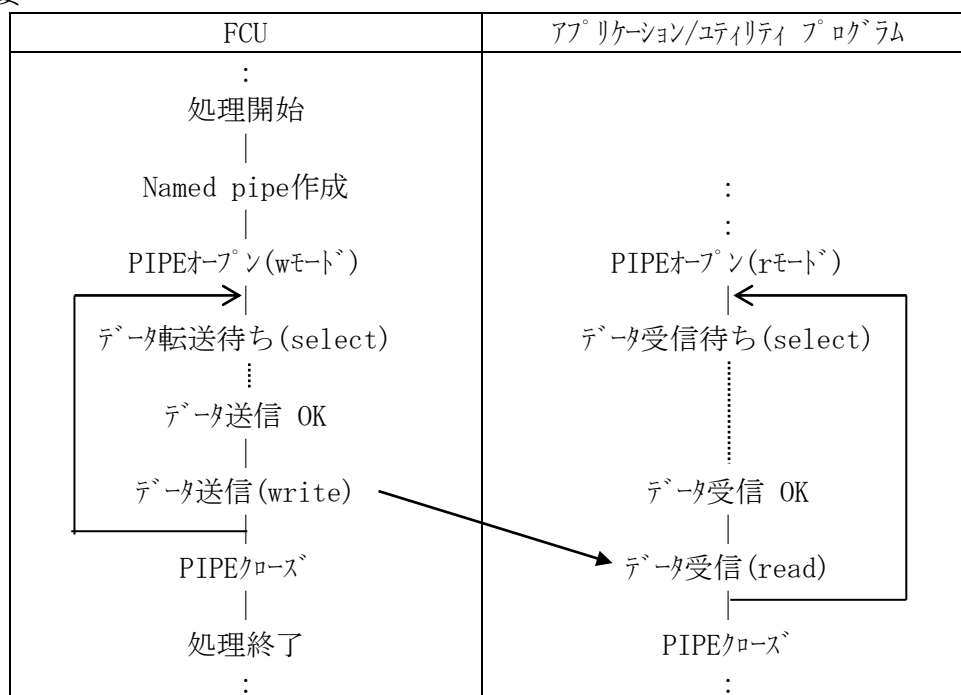 FCU
アプリケーション/ユティリティ プログラム
:
処理開始
Named pipe作成
PIPEオープン(wモード)
データ転送待ち(select)
データ送信 OK
データ送信(write)
PIPEクローズ
処理終了
:
:
:
PIPEオープン(rモード)
データ受信待ち(select)
データ受信 OK
データ受信(read)
PIPEクローズ
: